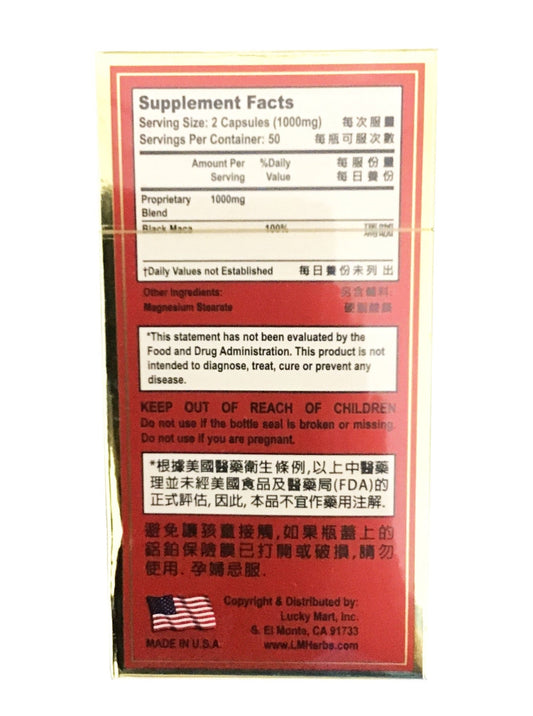 Supplement Facts
Serving Size: 2 Capsules (1000mg) 每次服量
Servings Per Container: 50 每瓶可服次數
Amount Per %Daily 每服份量
Serving Value 每日養份
Proprietary 1000mg
Blend
Black Maca 100%
†Daily Values not Established 每日養份未列出
Other Ingredients: 另含輔料:
Magnesium Stearate 硬脂酸鎂
*This statement has not been evaluated by the
Food and Drug Administration. This product is not
intended to diagnose, treat, cure or prevent any
disease.
KEEP OUT OF REACH OF CHILDREN
Do not use if the bottle seal is broken or missing.
Do not use if you are pregnant.
*根據美國醫藥衛生條例,以上中醫藥
理並未經美國食品及醫藥局(FDA)的
正式評估, 因此, 本品不宜作藥用注解.
避免讓孩童接觸,如果瓶蓋上的
鋁鉑保險膜已打開或破損,請勿
使用. 孕婦忌服.
Copyright & Distributed by:
Lucky Mart, Inc.
S. El Monte, CA 91733
MADE IN U.S.A. www.LMHerbs.com